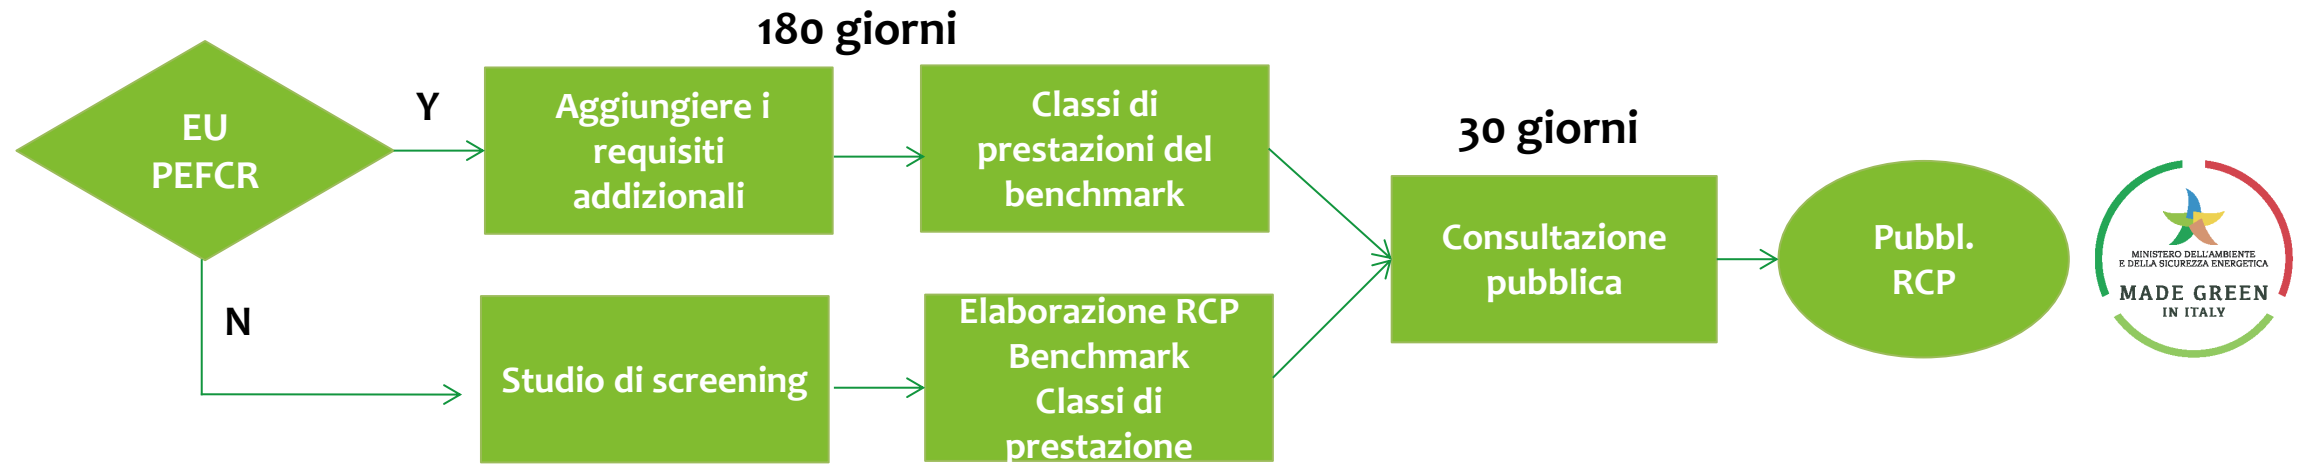 180 giorni
EU
PEFCR
Y
Aggiungiere i
requisiti
addizionali
Classi di
prestazioni del
benchmark
30 giorni
N
Studio di screening
Elaborazione RCP
Benchmark
Classi di
prestazione
Consultazione
pubblica
Pubbl.
RCP
MINISTERO DELL'AMBIENTE
E DELLA SICUREZZA ENERGETICA
MADE GREEN
IN ITALY